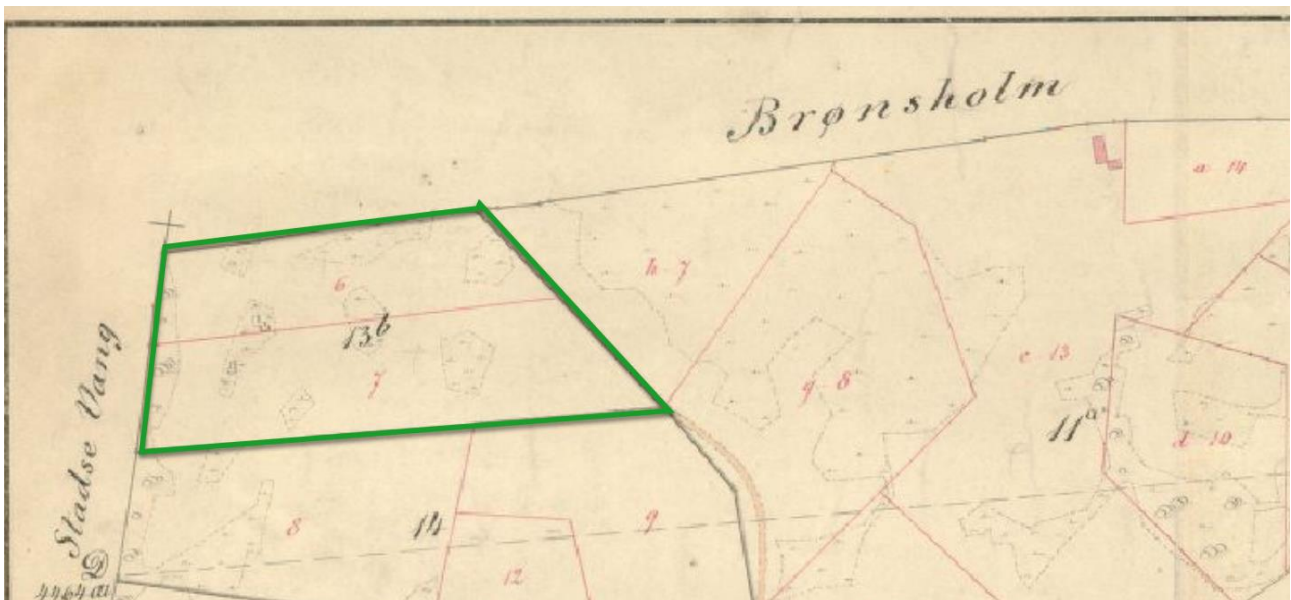 Brønsholm
a 14
h-7
6
13b
g-8
c-13
7
11a
d-10
Stadse Vang
8
14
9
12